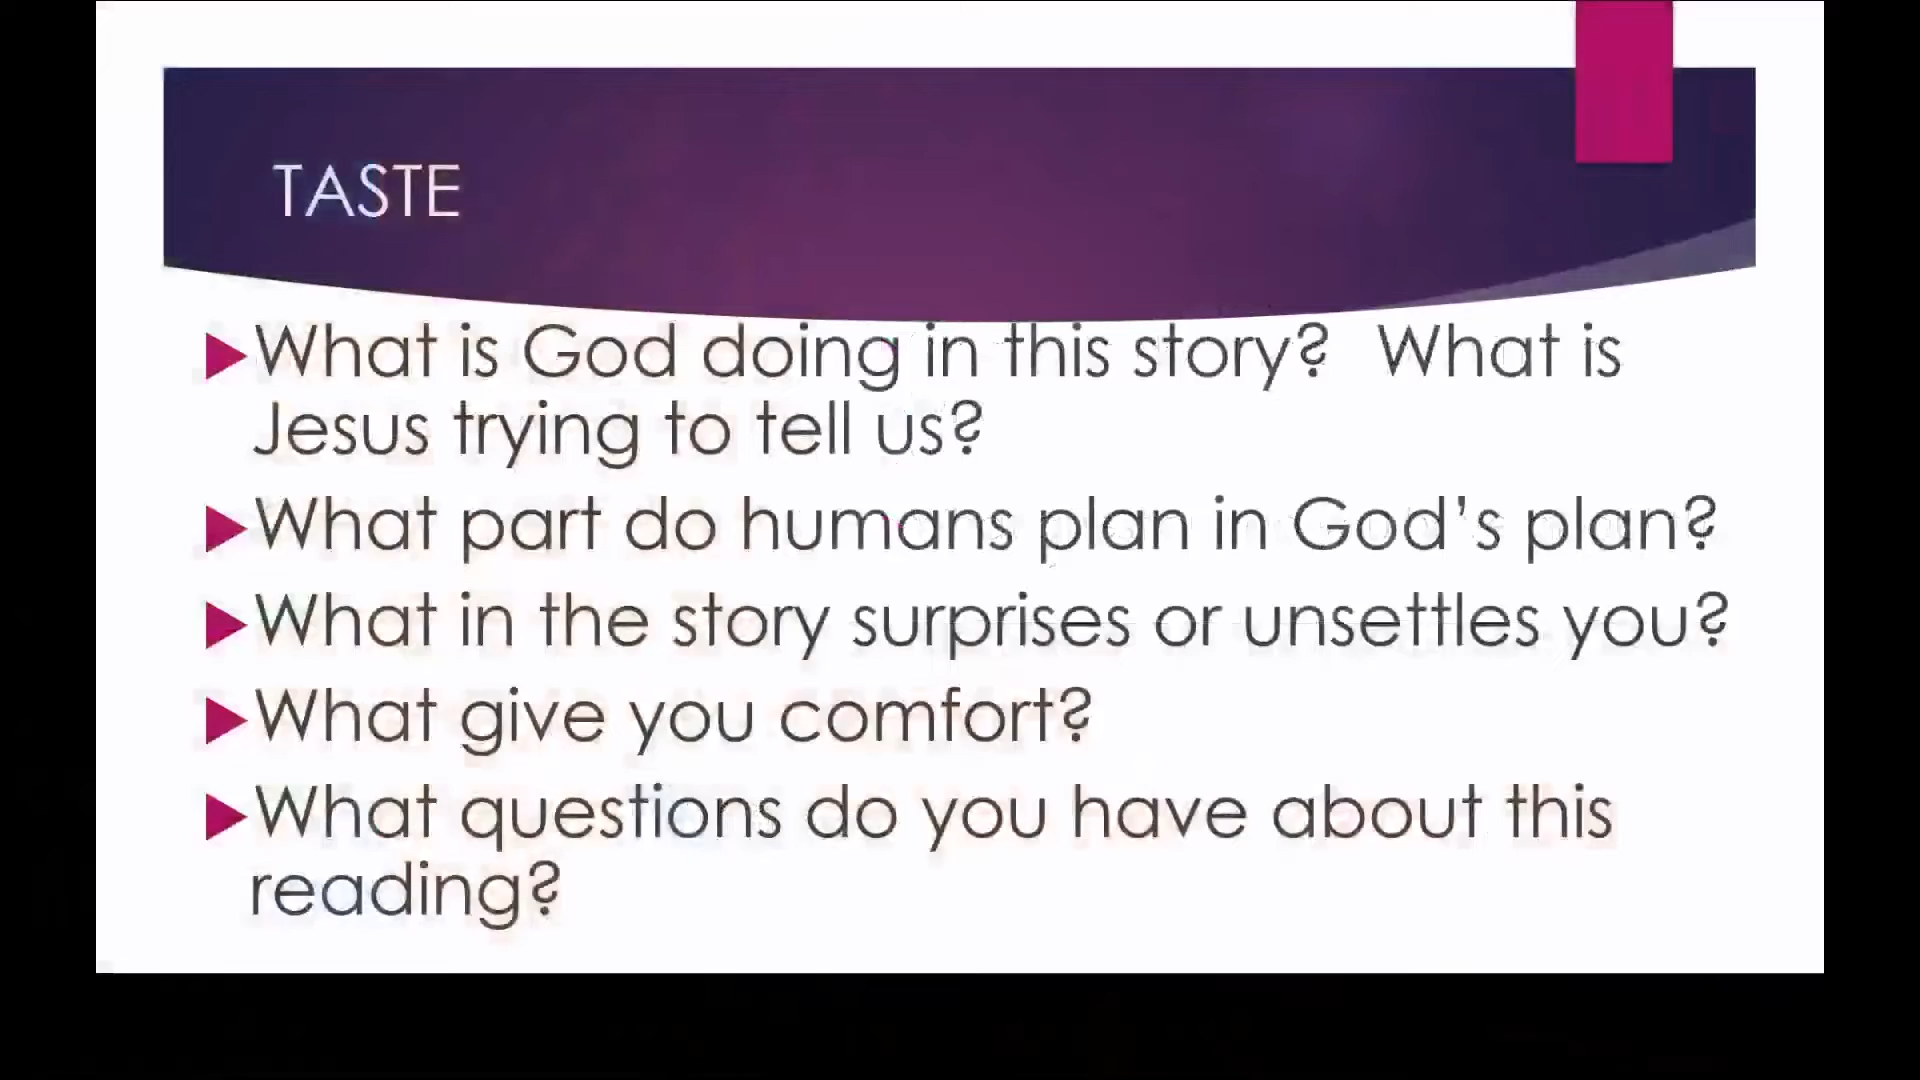 TASTE
What is God doing in this story?  What is
Jesus trying to tell us?
What part do humans plan in God’s plan?
What in the story surprises or unsettles you?
What give you comfort?
What questions do you have about this
reading?